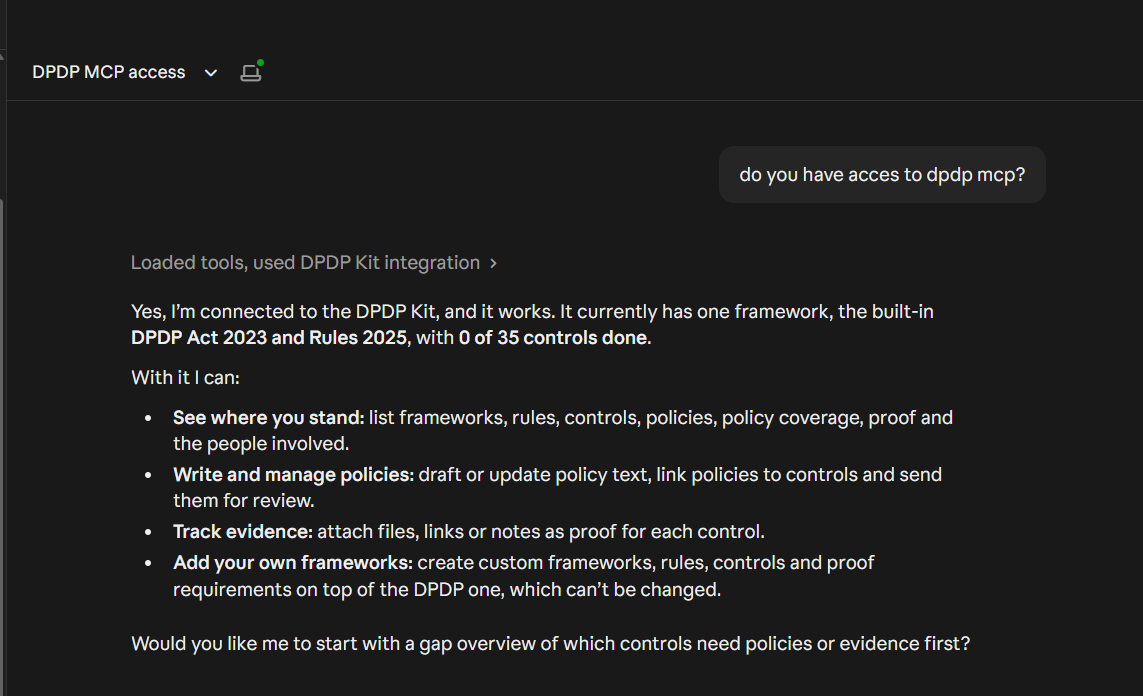 DPDP MCP access
do you have acces to dpdp mcp?
Loaded tools, used DPDP Kit integration
Yes, I'm connected to the DPDP Kit, and it works. It currently has one framework, the built-in
DPDP Act 2023 and Rules 2025, with 0 of 35 controls done.
With it I can:
• See where you stand: list frameworks, rules, controls, policies, policy coverage, proof and
the people involved.
• Write and manage policies: draft or update policy text, link policies to controls and send
them for review.
• Track evidence: attach files, links or notes as proof for each control.
• Add your own frameworks: create custom frameworks, rules, controls and proof
requirements on top of the DPDP one, which can't be changed.
Would you like me to start with a gap overview of which controls need policies or evidence first?